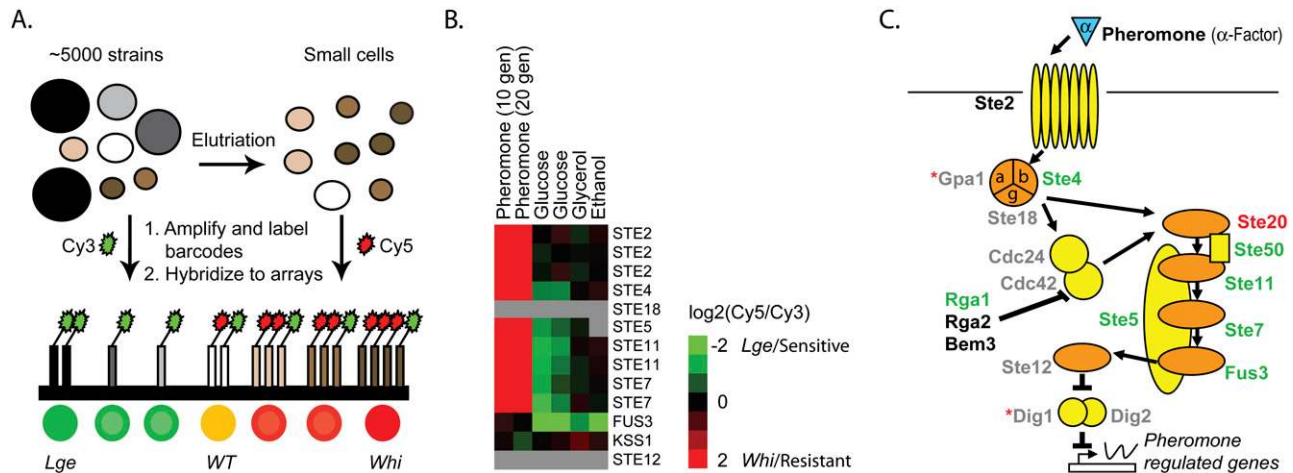 A.
~5000 strains
Small cells
Elutriation
Cy3
1. Amplify and label
barcodes
2. Hybridize to arrays
Cy5
Lge
WT
Whi
B.
Pheromone (10 gen)
Pheromone (20 gen)
Glucose
Glucose
Glycerol
Ethanol
STE2
STE2
STE2
STE4
STE18
STE5
STE11
STE11
STE7
STE7
FUS3
KSS1
STE12
log2(Cy5/Cy3)
-2 Lge/Sensitive
0
2 Whi/Resistant
C.
α
Pheromone (α-Factor)
Ste2
*Gpa1
a b
g
Ste4
Ste18
Ste20
Cdc24
Ste50
Cdc42
Ste11
Rga1
Rga2
Bem3
Ste5
Ste7
Ste12
Fus3
*Dig1
Dig2
Pheromone
regulated genes